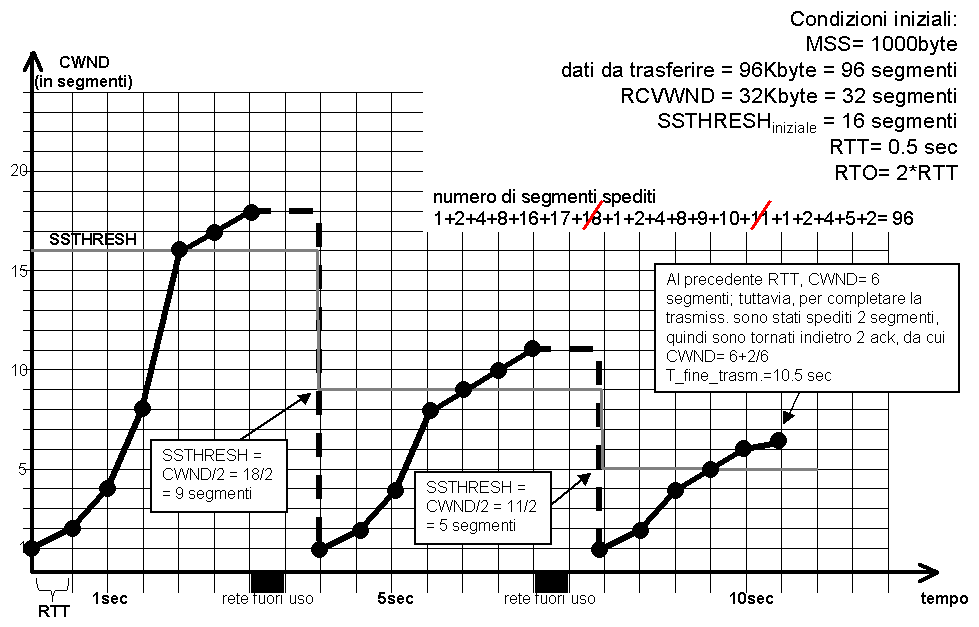 Condizioni iniziali:
MSS= 1000byte
dati da trasferire = 96Kbyte = 96 segmenti
RCVWND = 32Kbyte = 32 segmenti
SSTHRESHiniziale = 16 segmenti
RTT= 0.5 sec
RTO= 2*RTT
CWND
(in segmenti)
numero di segmenti spediti
1+2+4+8+16+17+18+1+2+4+8+9+10+11+1+2+4+5+2= 96
20
SSTHRESH
15
10
5
1
Al precedente RTT, CWND= 6
segmenti; tuttavia, per completare la
trasmiss. sono stati spediti 2 segmenti,
quindi sono tornati indietro 2 ack, da cui
CWND= 6+2/6
T_fine_trasm.=10.5 sec
SSTHRESH =
CWND/2 = 18/2
= 9 segmenti
SSTHRESH =
CWND/2 = 11/2
= 5 segmenti
RTT
1sec
rete fuori uso
5sec
rete fuori uso
10sec
tempo